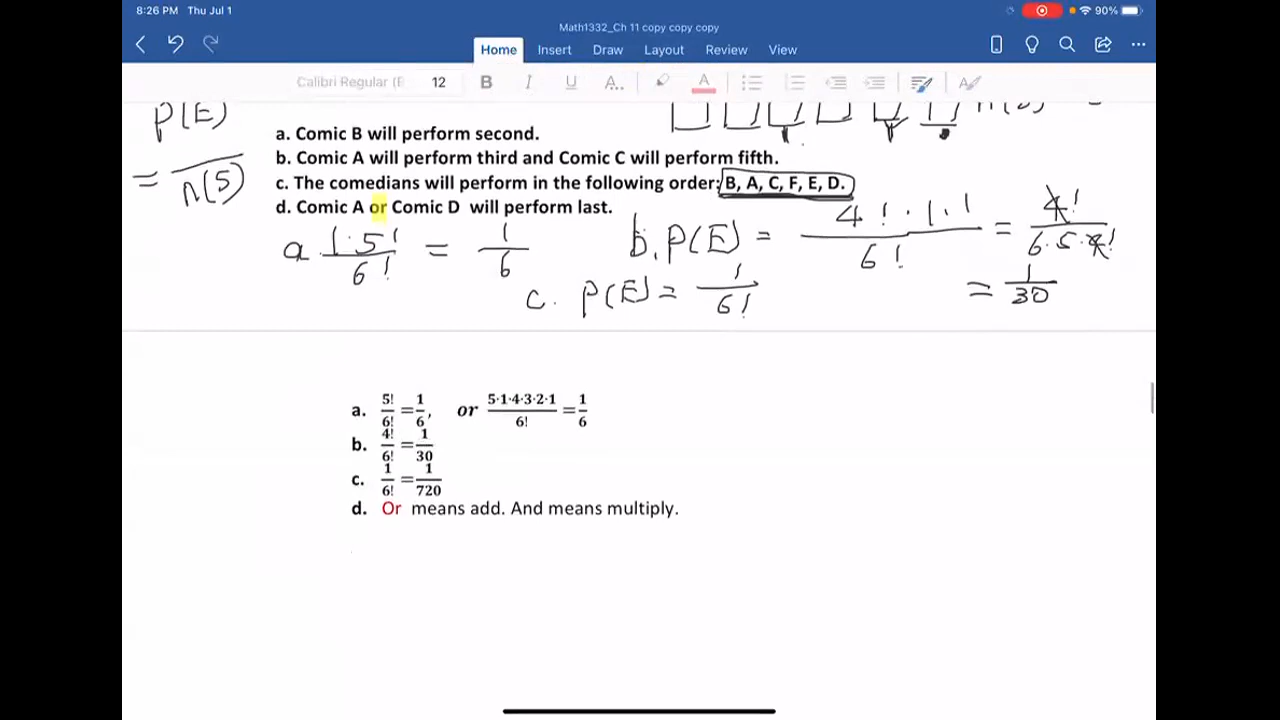 8:26 PM Thu Jul 1
90%
Math1332_Ch 11 copy copy copy
Home Insert Draw Layout Review View
Calibri Regular (E 12 B I U A... A
P(E)
= n(S)
a. Comic B will perform second.
b. Comic A will perform third and Comic C will perform fifth.
c. The comedians will perform in the following order: B, A, C, F, E, D.
d. Comic A or Comic D will perform last.
a. 1·5!/6! = 1/6
b. P(E) = 4!·1·1/6! = 4!/6·5·4!
= 1/30
c. P(E) = 1/6!
a. 5!/6! = 1/6, or 5·1·4·3·2·1/6! = 1/6
b. 4!/6! = 1/30
c. 1/6! = 1/720
d. Or means add. And means multiply.